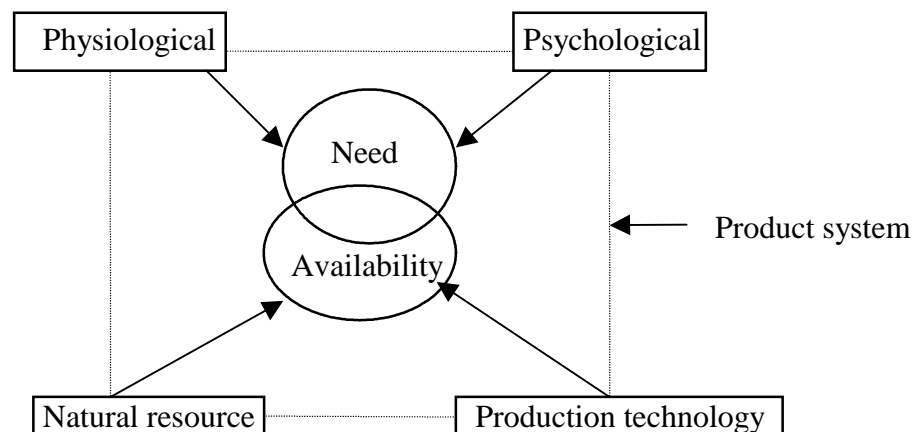 Physiological
Psychological
Need
Product system
Availability
Natural resource
Production technology